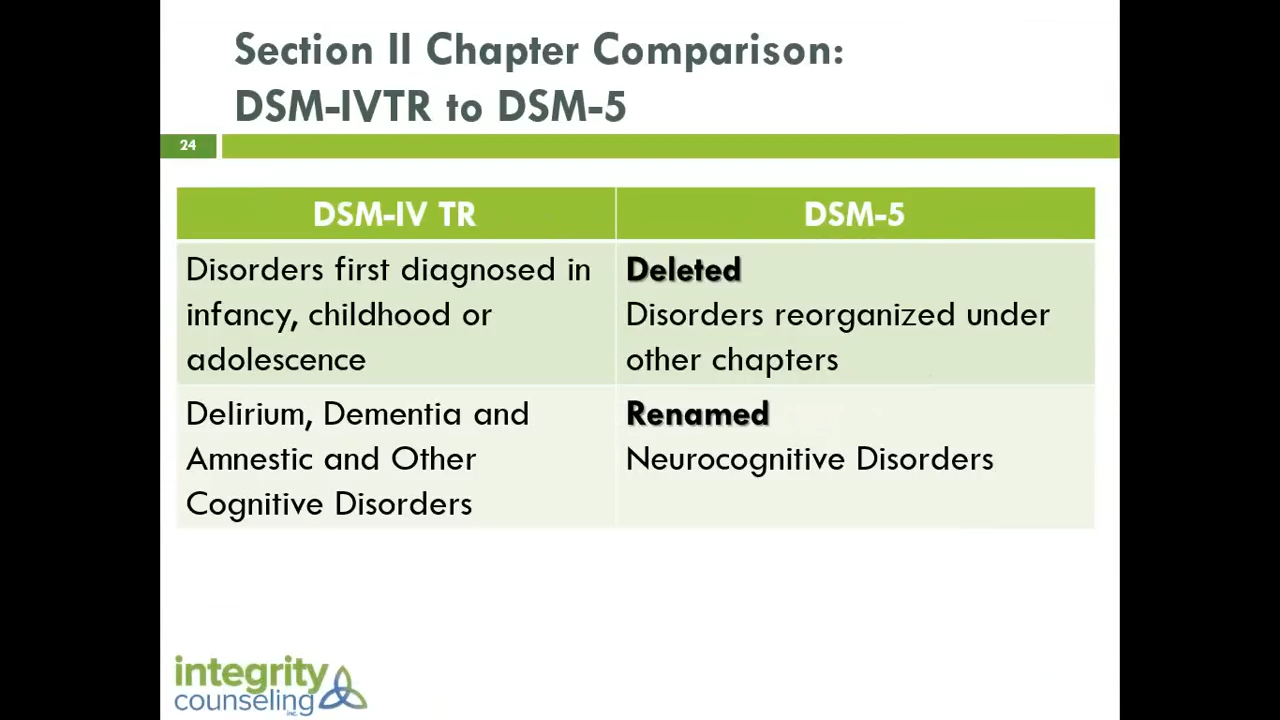 Section II Chapter Comparison:
DSM-IVTR to DSM-5
24
DSM-IV TR
DSM-5
Disorders first diagnosed in
infancy, childhood or
adolescence
Deleted
Disorders reorganized under
other chapters
Delirium, Dementia and
Amnestic and Other
Cognitive Disorders
Renamed
Neurocognitive Disorders
integrity
counseling
inc.